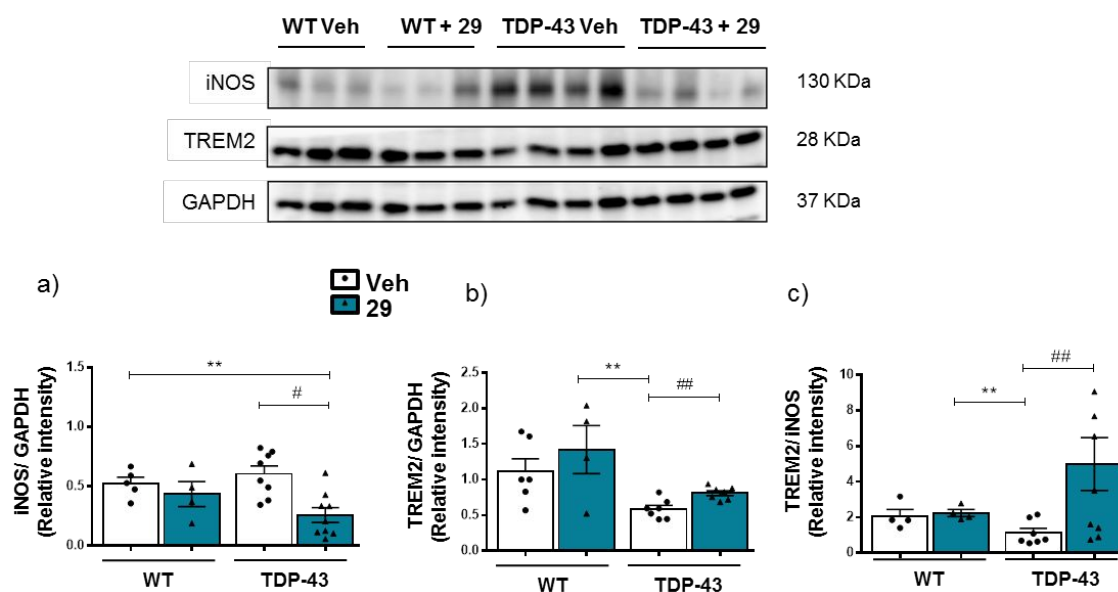 WT Veh WT + 29 TDP-43 Veh TDP-43 + 29
iNOS 130 KDa
TREM2 28 KDa
GAPDH 37 KDa
Veh
29
a)
iNOS/ GAPDH
(Relative intensity)
1.5
1.0
0.5
0.0
**
#
WT TDP-43
b)
TREM2/ GAPDH
(Relative intensity)
2.5
2.0
1.5
1.0
0.5
0.0
**
##
WT TDP-43
c)
TREM2/ iNOS
(Relative intensity)
10
8
6
4
2
0
**
##
WT TDP-43